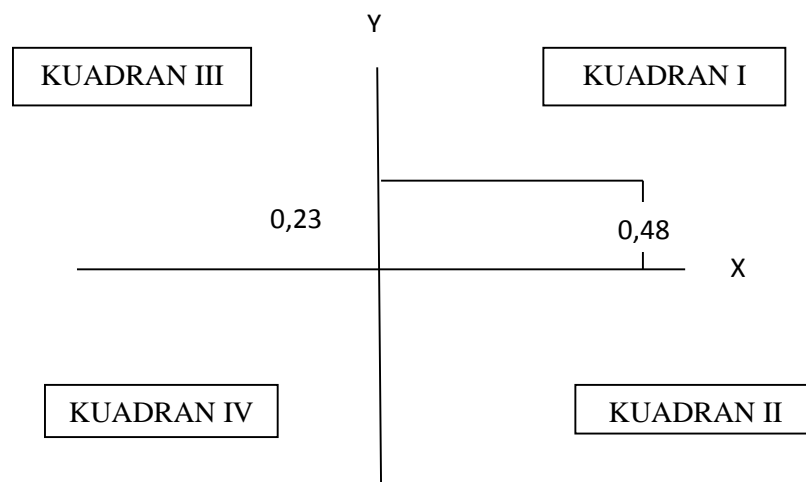 Y
KUADRAN III
KUADRAN I
0,23
0,48
X
KUADRAN IV
KUADRAN II